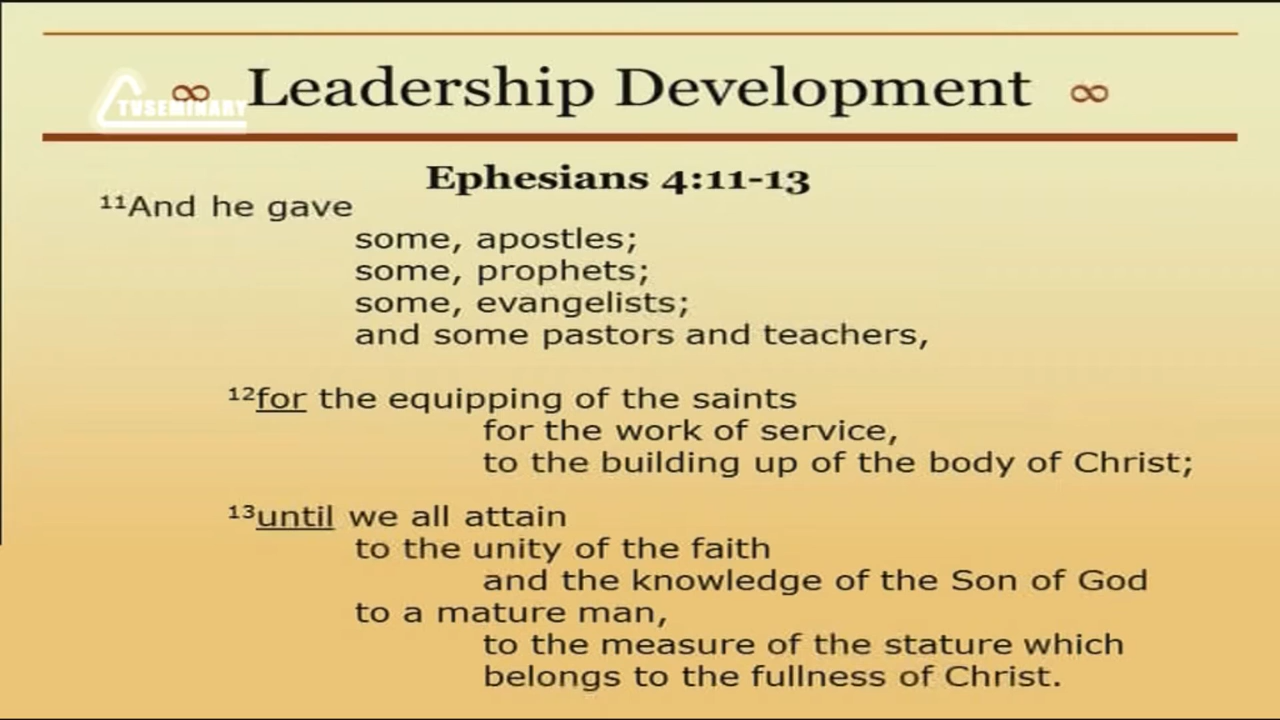 ∞ Leadership Development ∞
TVSEMINARY
Ephesians 4:11-13
¹¹And he gave
some, apostles;
some, prophets;
some, evangelists;
and some pastors and teachers,
¹²for the equipping of the saints
for the work of service,
to the building up of the body of Christ;
¹³until we all attain
to the unity of the faith
and the knowledge of the Son of God
to a mature man,
to the measure of the stature which
belongs to the fullness of Christ.